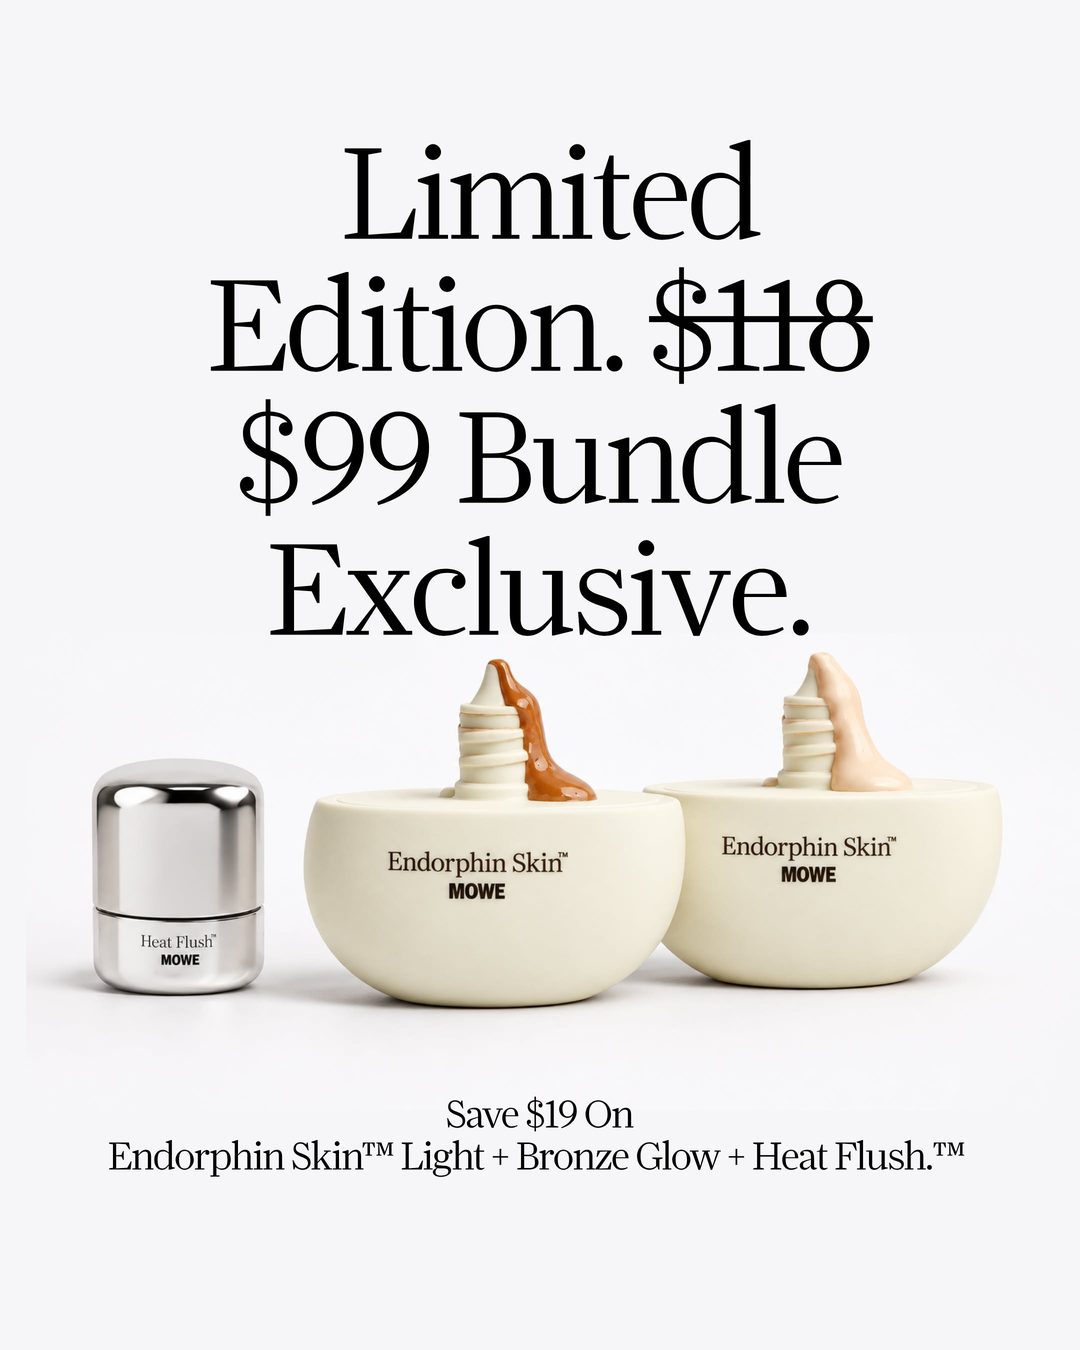 Limited
Edition. $118
$99 Bundle
Exclusive.
Endorphin Skin™
MOWE
Endorphin Skin™
MOWE
Heat Flush™
MOWE
Save $19 On
Endorphin Skin™ Light + Bronze Glow + Heat Flush.™